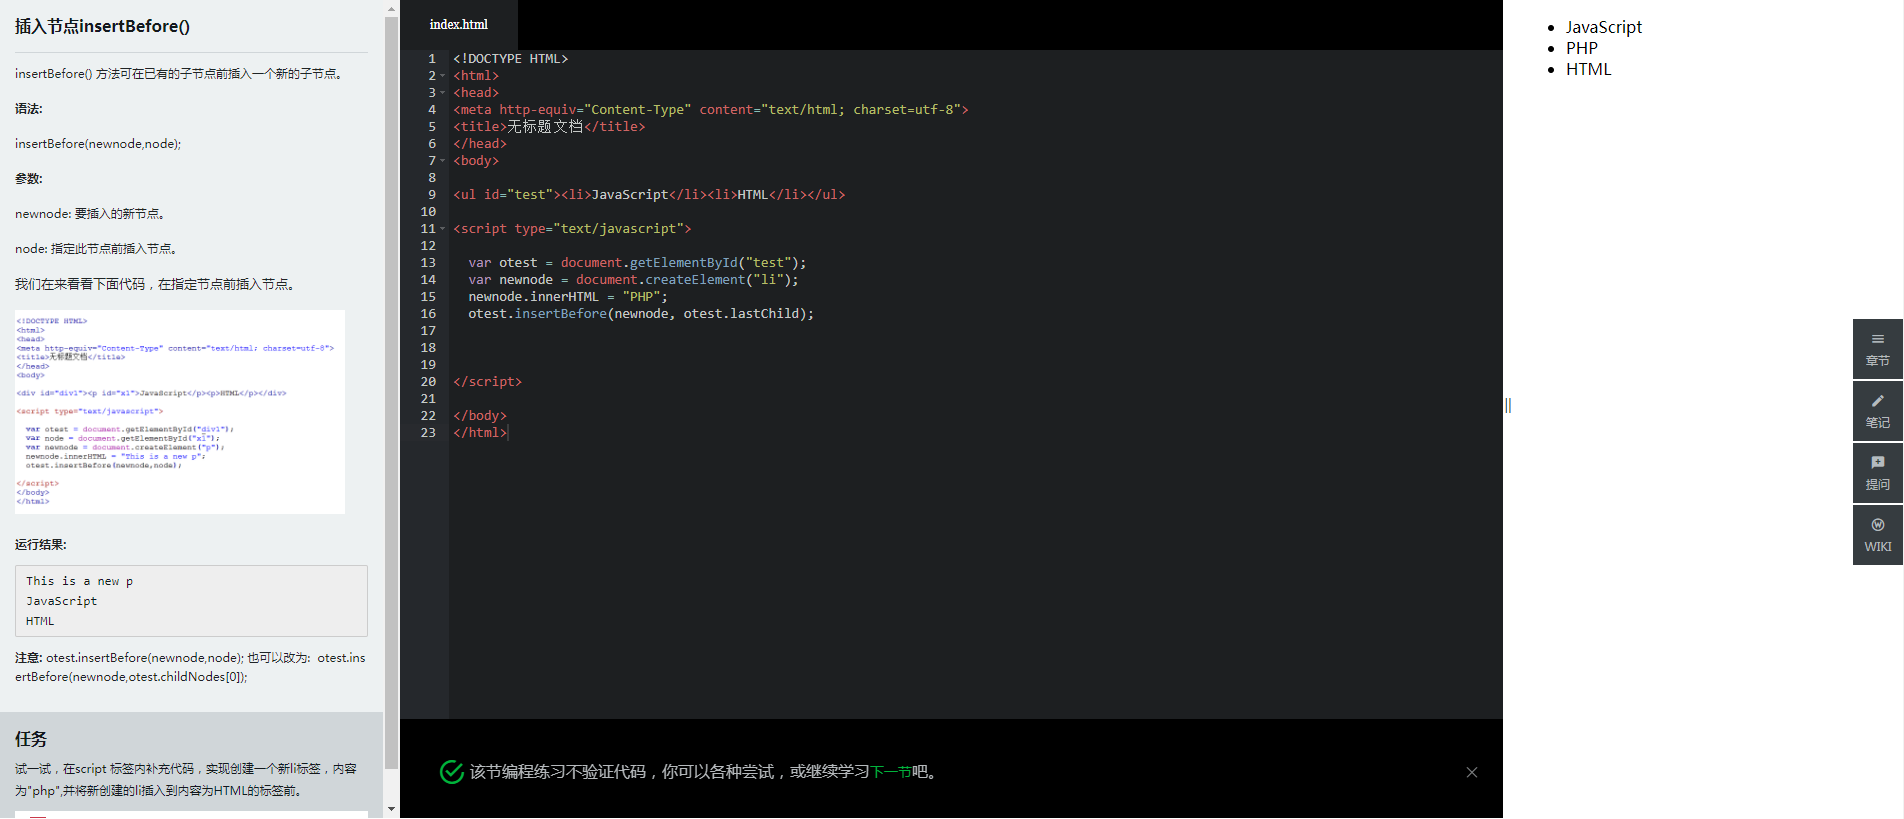 插入节点insertBefore()
insertBefore() 方法可在已有的子节点前插入一个新的子节点。
语法:
insertBefore(newnode,node);
参数:
newnode: 要插入的新节点。
node: 指定此节点前插入节点。
我们在来看看下面代码，在指定节点前插入节点。
<!DOCTYPE HTML>
<html>
<head>
<meta http-equiv="Content-Type" content="text/html; charset=utf-8">
<title>无标题文档</title>
</head>
<body>
<div id="div1"><p id="x1">JavaScript</p><p>HTML</p></div>
<script type="text/javascript">
var otest = document.getElementById("div1");
var node = document.getElementById("x1");
var newnode = document.createElement("p");
newnode.innerHTML = "This is a new p";
otest.insertBefore(newnode,node);
</script>
</body>
</html>
运行结果:
This is a new p
JavaScript
HTML
注意: otest.insertBefore(newnode,node); 也可以改为: otest.ins
ertBefore(newnode,otest.childNodes[0]);
任务
试一试，在script 标签内补充代码，实现创建一个新li标签，内容
为"php",并将新创建的li插入到内容为HTML的标签前。
index.html
1 <!DOCTYPE HTML>
2 <html>
3 <head>
4 <meta http-equiv="Content-Type" content="text/html; charset=utf-8">
5 <title>无标题文档</title>
6 </head>
7 <body>
8
9 <ul id="test"><li>JavaScript</li><li>HTML</li></ul>
10
11 <script type="text/javascript">
12
13 var otest = document.getElementById("test");
14 var newnode = document.createElement("li");
15 newnode.innerHTML = "PHP";
16 otest.insertBefore(newnode, otest.lastChild);
17
18
19
20 </script>
21
22 </body>
23 </html>
该节编程练习不验证代码，你可以各种尝试，或继续学习下一节吧。
• JavaScript
• PHP
• HTML
章节
笔记
提问
WIKI